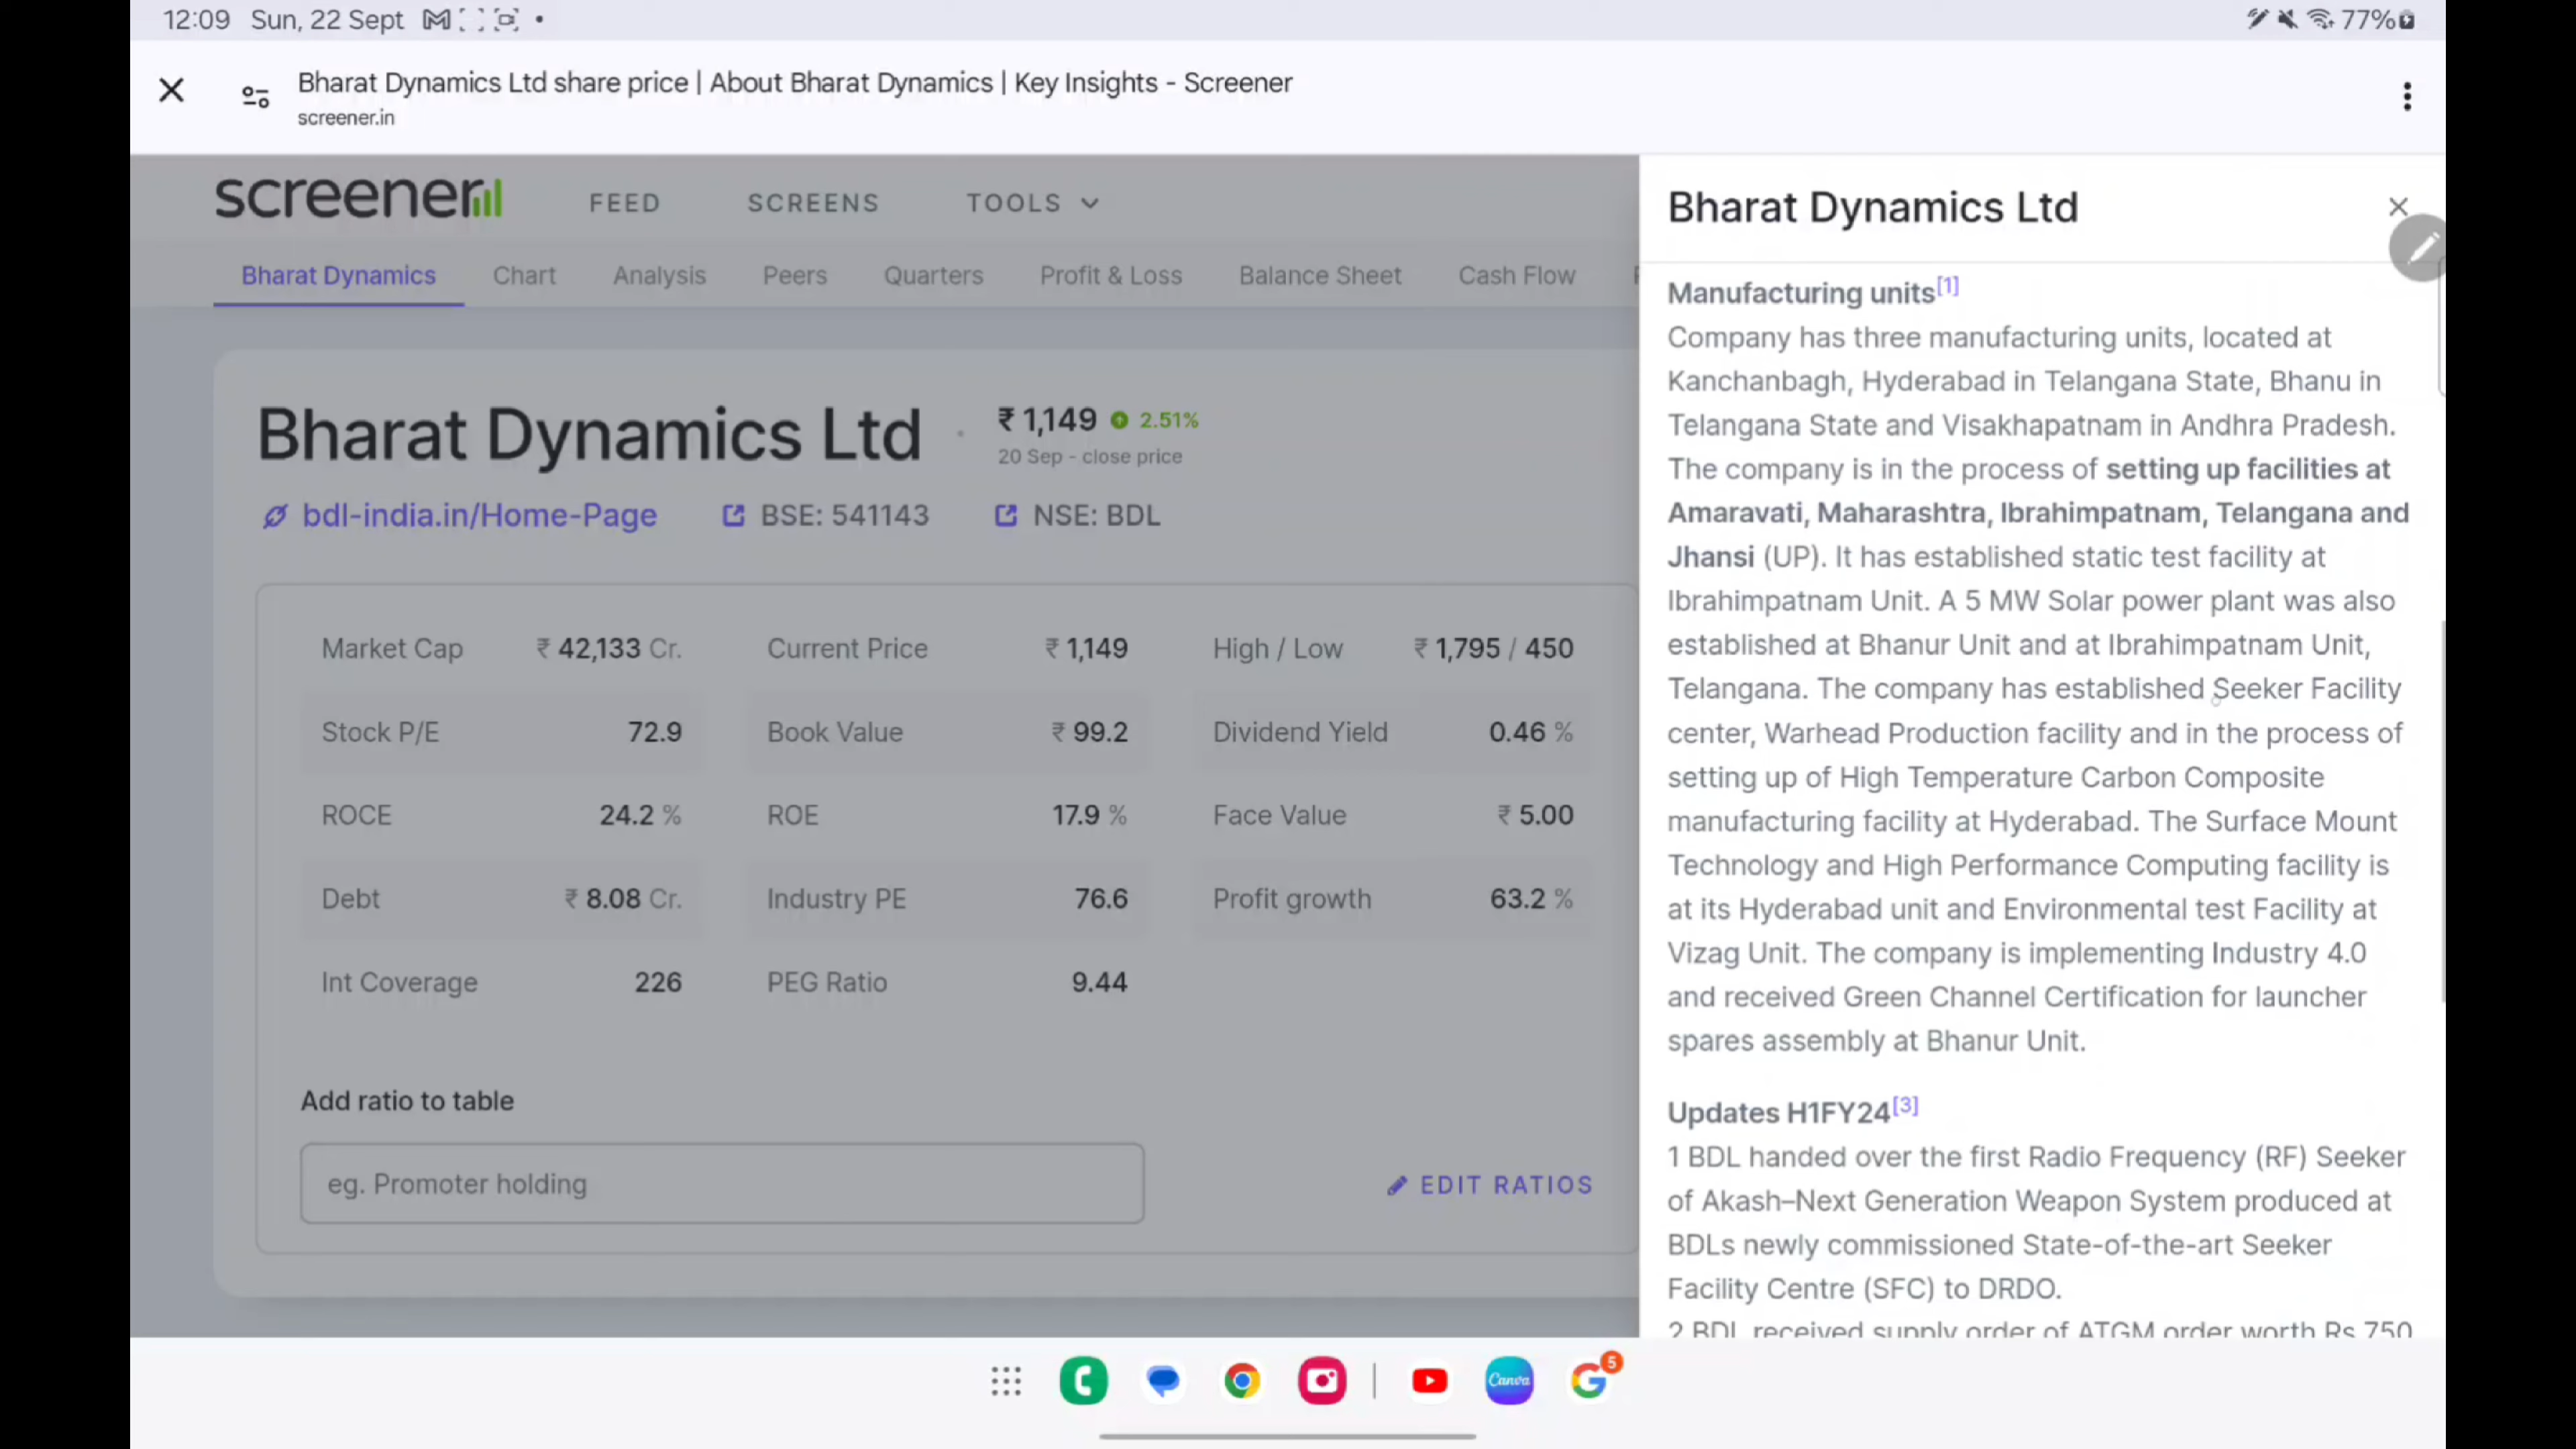 12:09 Sun, 22 Sept
77%
Bharat Dynamics Ltd share price | About Bharat Dynamics | Key Insights - Screener
screener.in
screener
FEED SCREENS TOOLS
Bharat Dynamics Chart Analysis Peers Quarters Profit & Loss Balance Sheet Cash Flow
Bharat Dynamics Ltd
₹ 1,149 2.51%
20 Sep - close price
bdl-india.in/Home-Page BSE: 541143 NSE: BDL
Market Cap ₹ 42,133 Cr. Current Price ₹ 1,149 High / Low ₹ 1,795 / 450
Stock P/E 72.9 Book Value ₹ 99.2 Dividend Yield 0.46 %
ROCE 24.2 % ROE 17.9 % Face Value ₹ 5.00
Debt ₹ 8.08 Cr. Industry PE 76.6 Profit growth 63.2 %
Int Coverage 226 PEG Ratio 9.44
Add ratio to table
eg. Promoter holding
EDIT RATIOS
Bharat Dynamics Ltd
Manufacturing units[1]
Company has three manufacturing units, located at
Kanchanbagh, Hyderabad in Telangana State, Bhanu in
Telangana State and Visakhapatnam in Andhra Pradesh.
The company is in the process of setting up facilities at
Amaravati, Maharashtra, Ibrahimpatnam, Telangana and
Jhansi (UP). It has established static test facility at
Ibrahimpatnam Unit. A 5 MW Solar power plant was also
established at Bhanur Unit and at Ibrahimpatnam Unit,
Telangana. The company has established Seeker Facility
center, Warhead Production facility and in the process of
setting up of High Temperature Carbon Composite
manufacturing facility at Hyderabad. The Surface Mount
Technology and High Performance Computing facility is
at its Hyderabad unit and Environmental test Facility at
Vizag Unit. The company is implementing Industry 4.0
and received Green Channel Certification for launcher
spares assembly at Bhanur Unit.
Updates H1FY24[3]
1 BDL handed over the first Radio Frequency (RF) Seeker
of Akash–Next Generation Weapon System produced at
BDLs newly commissioned State-of-the-art Seeker
Facility Centre (SFC) to DRDO.
2 BDL received supply order of ATGM order worth Rs 750
Canva
5